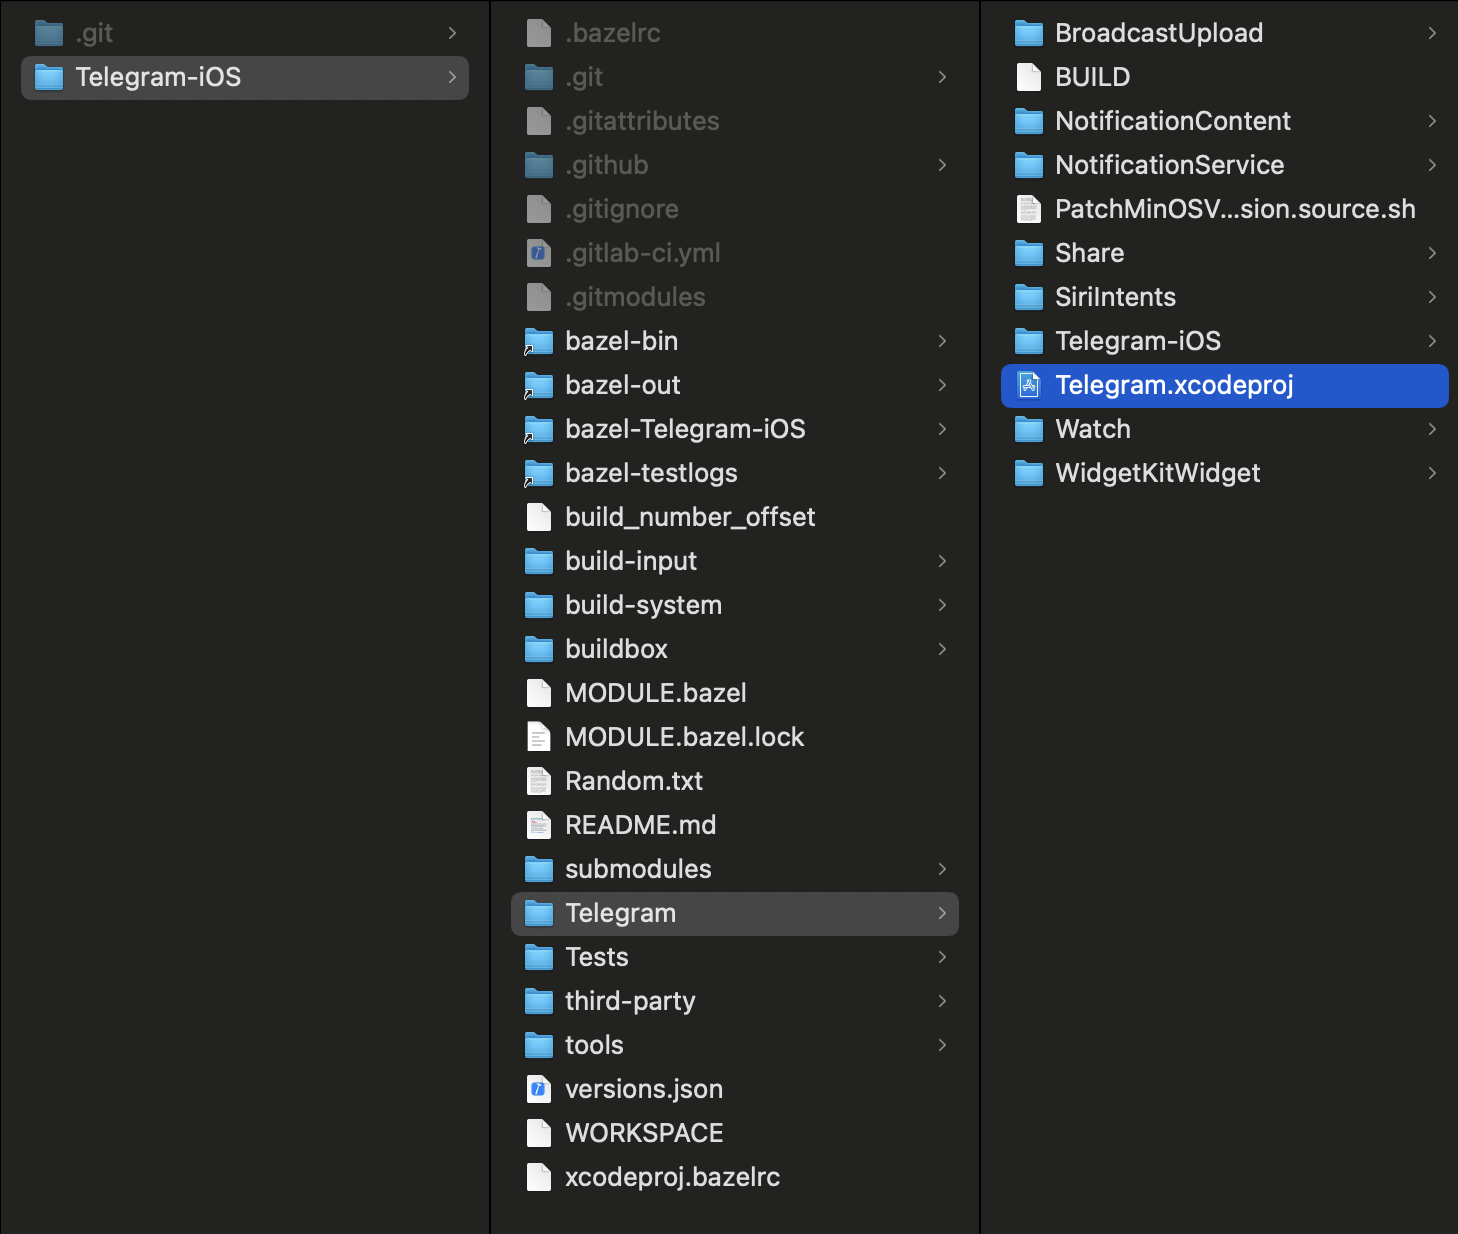 .git
Telegram-iOS
.bazelrc
.git
.gitattributes
.github
.gitignore
.gitlab-ci.yml
.gitmodules
bazel-bin
bazel-out
bazel-Telegram-iOS
bazel-testlogs
build_number_offset
build-input
build-system
buildbox
MODULE.bazel
MODULE.bazel.lock
Random.txt
README.md
submodules
Telegram
Tests
third-party
tools
versions.json
WORKSPACE
xcodeproj.bazelrc
BroadcastUpload
BUILD
NotificationContent
NotificationService
PatchMinOSV...sion.source.sh
Share
SiriIntents
Telegram-iOS
Telegram.xcodeproj
Watch
WidgetKitWidget